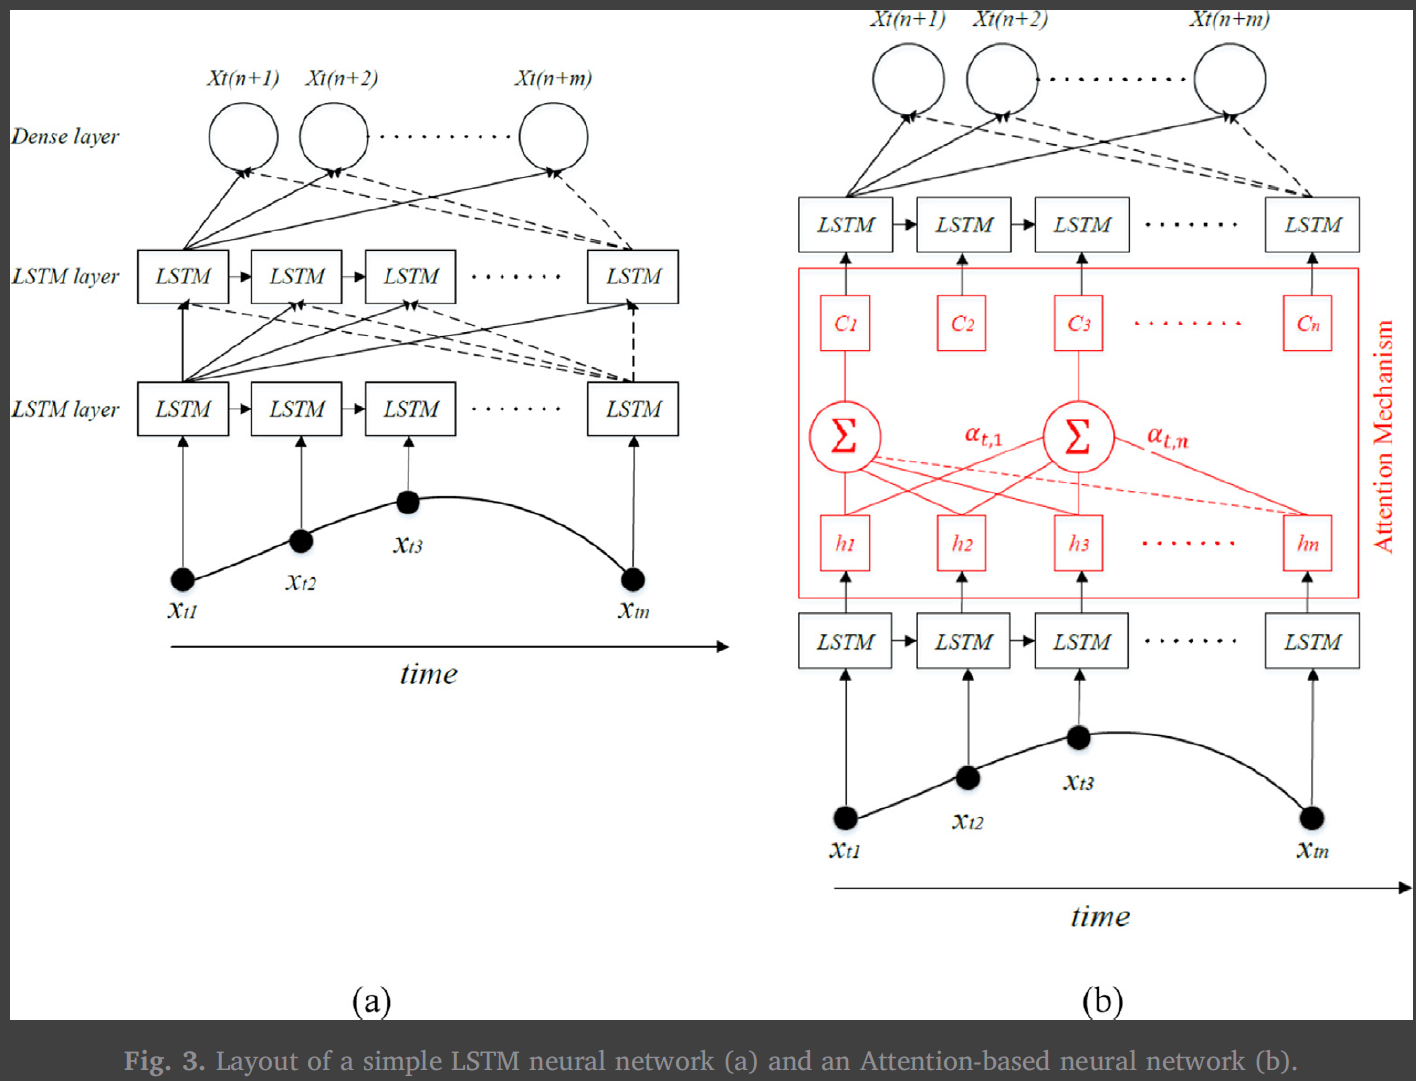 Xt(n+1) Xt(n+2) Xt(n+m)
Dense layer
LSTM layer LSTM LSTM LSTM LSTM
LSTM layer LSTM LSTM LSTM LSTM
xt1 xt2 xt3 xtn
time
(a)
Xt(n+1) Xt(n+2) Xt(n+m)
LSTM LSTM LSTM LSTM
C1 C2 C3 Cn
Σ αt,1 Σ αt,n
h1 h2 h3 hn
Attention Mechanism
LSTM LSTM LSTM LSTM
xt1 xt2 xt3 xtn
time
(b)
Fig. 3. Layout of a simple LSTM neural network (a) and an Attention-based neural network (b).